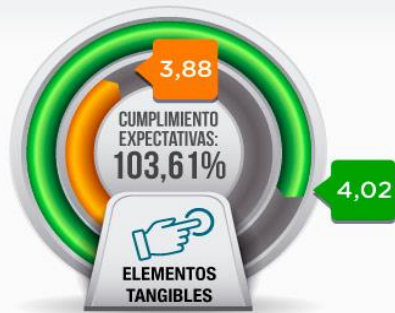 3,88
CUMPLIMIENTO
EXPECTATIVAS:
103,61%
4,02
ELEMENTOS
TANGIBLES